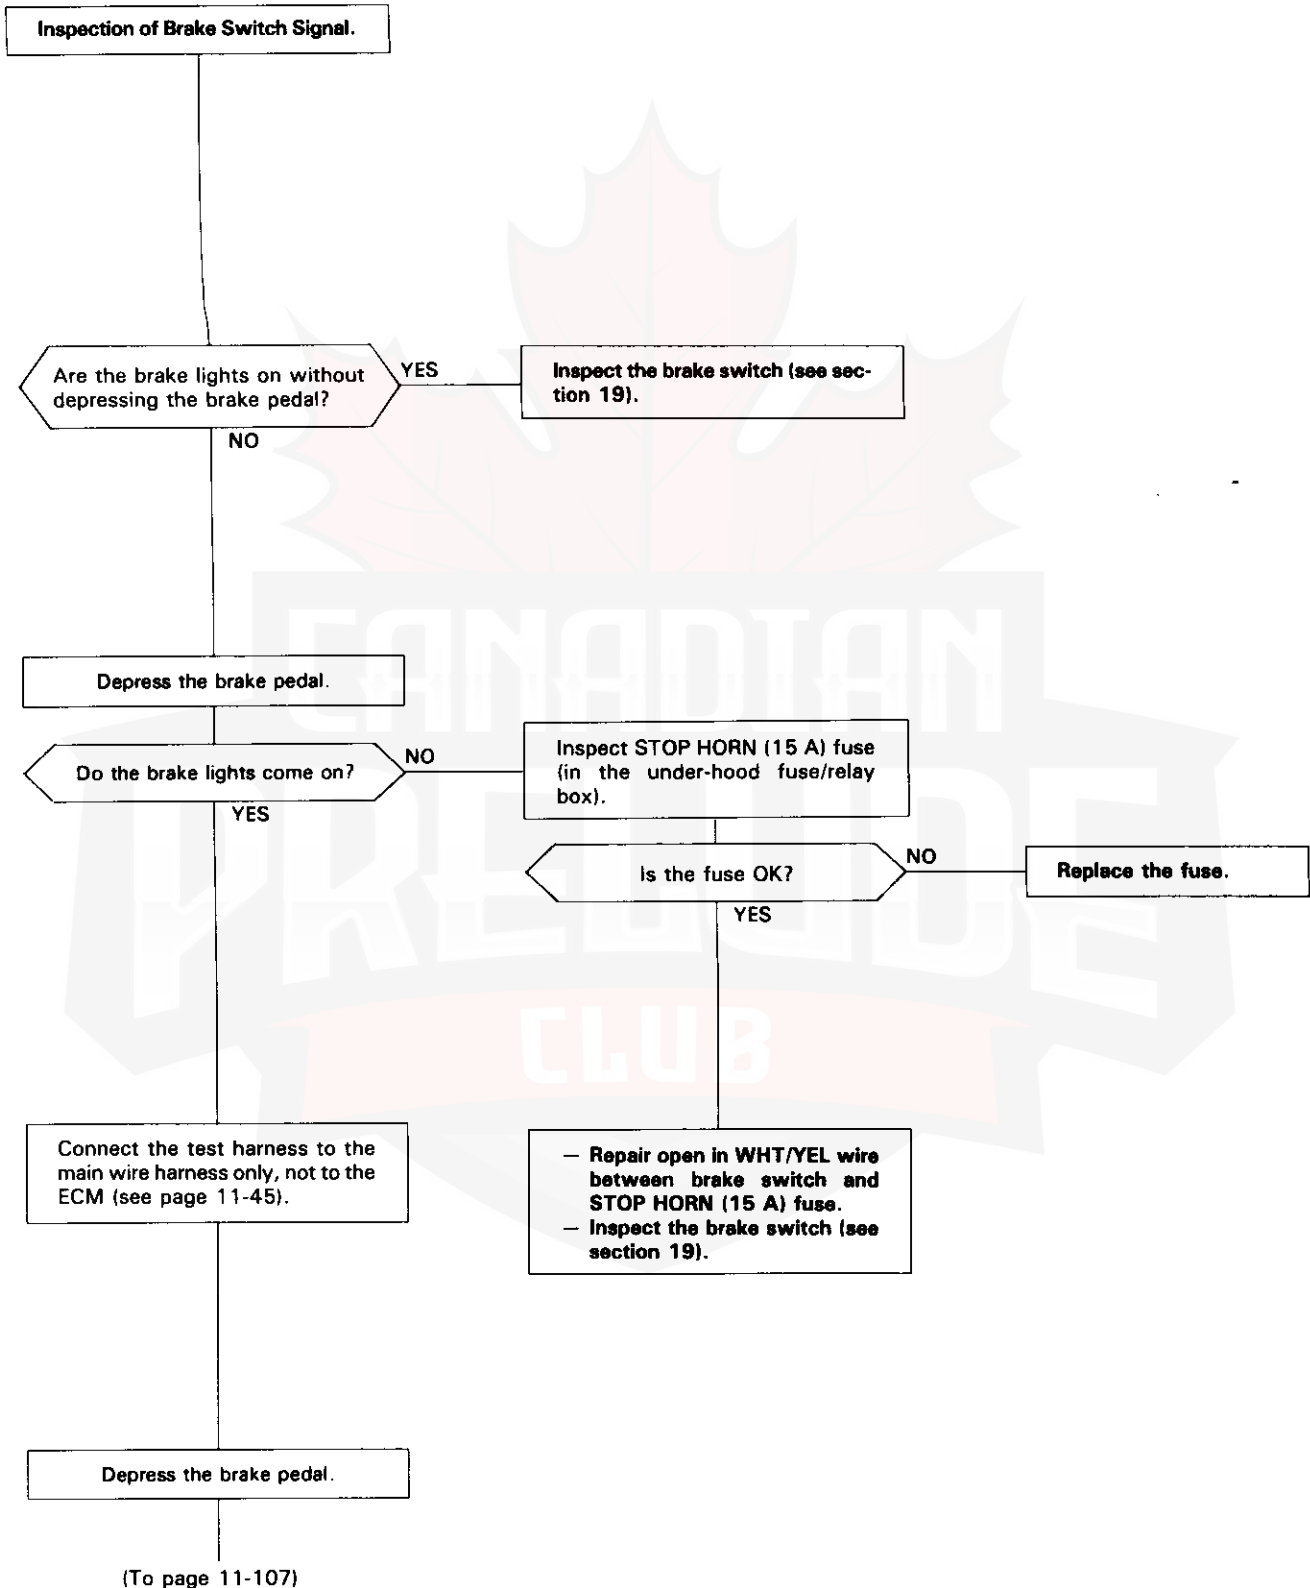 Inspection of Brake Switch Signal.
Are the brake lights on without
depressing the brake pedal?
YES
Inspect the brake switch (see sec-
tion 19).
NO
Depress the brake pedal.
Do the brake lights come on?
NO
Inspect STOP HORN (15 A) fuse
(in the under-hood fuse/relay
box).
YES
Is the fuse OK?
NO
Replace the fuse.
YES
Connect the test harness to the
main wire harness only, not to the
ECM (see page 11-45).
— Repair open in WHT/YEL wire
between brake switch and
STOP HORN (15 A) fuse.
— Inspect the brake switch (see
section 19).
Depress the brake pedal.
(To page 11-107)
CANADIAN
PRELUDE
CLUB